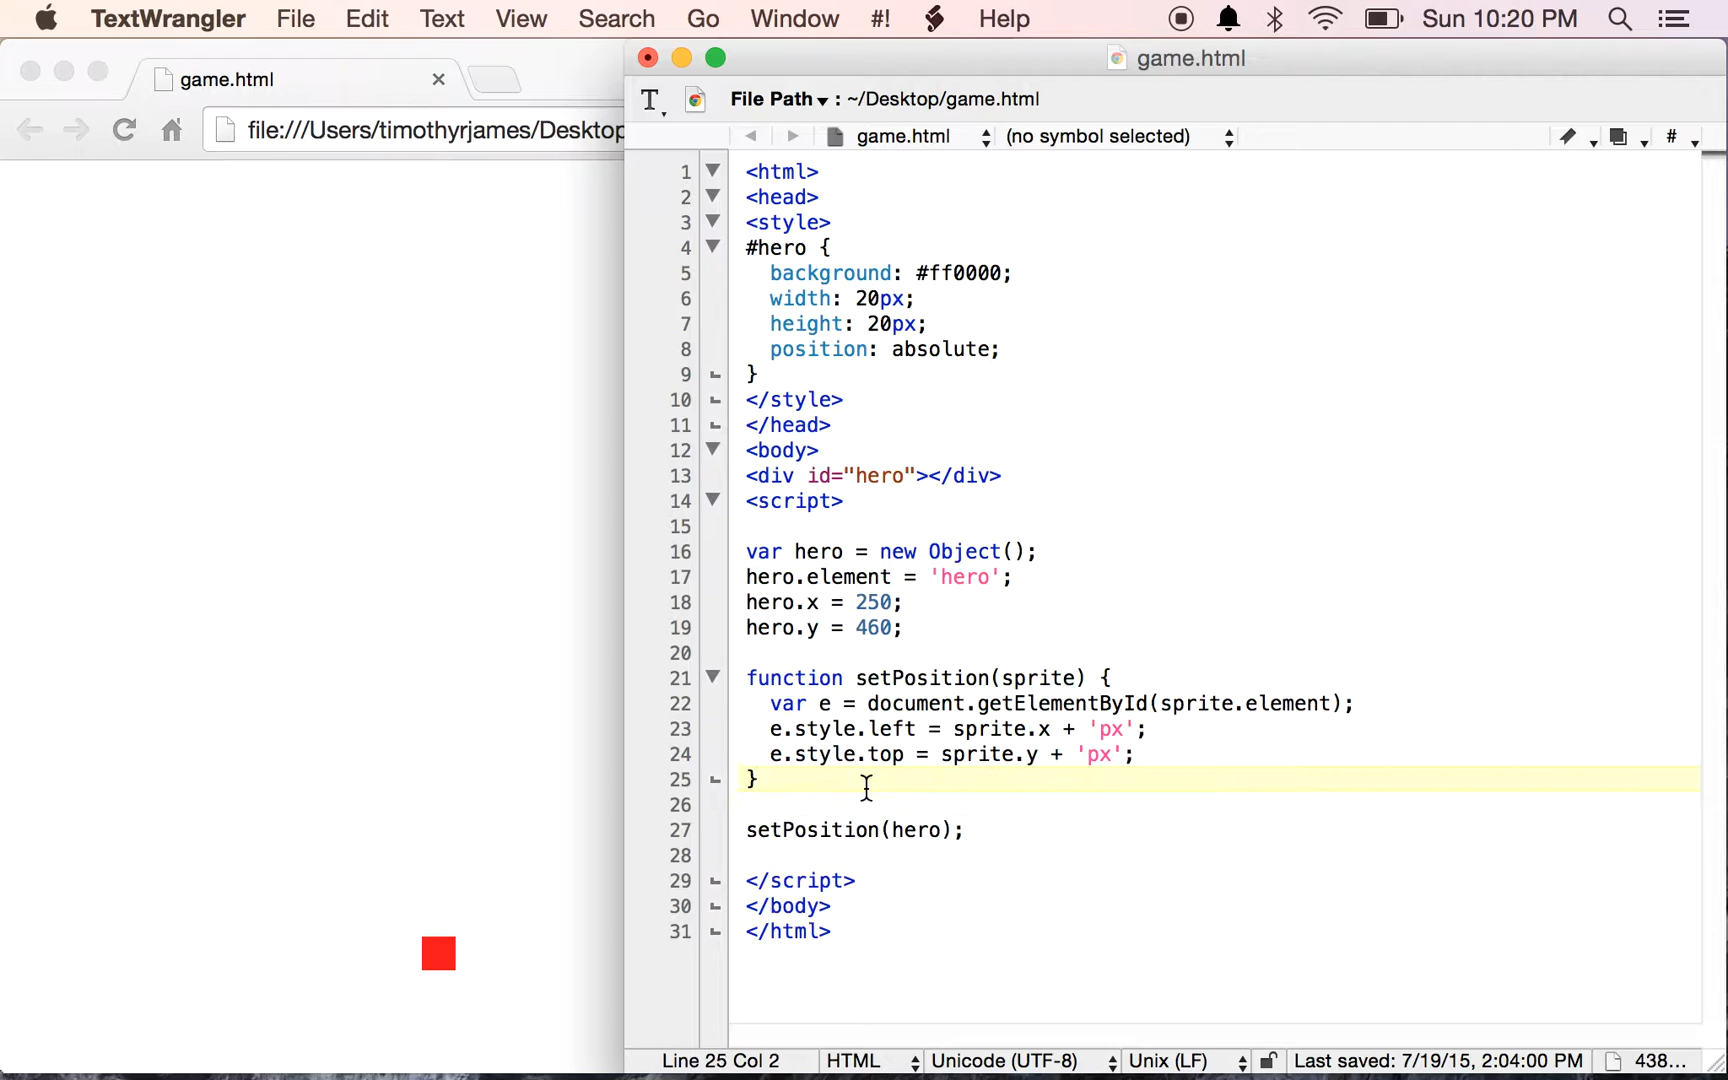 TextWrangler File Edit Text View Search Go Window #! Help Sun 10:20 PM
game.html
file:///Users/timothyrjames/Desktop
game.html
File Path : ~/Desktop/game.html
game.html (no symbol selected) #
1 <html>
2 <head>
3 <style>
4 #hero {
5 background: #ff0000;
6 width: 20px;
7 height: 20px;
8 position: absolute;
9 }
10 </style>
11 </head>
12 <body>
13 <div id="hero"></div>
14 <script>
15
16 var hero = new Object();
17 hero.element = 'hero';
18 hero.x = 250;
19 hero.y = 460;
20
21 function setPosition(sprite) {
22 var e = document.getElementById(sprite.element);
23 e.style.left = sprite.x + 'px';
24 e.style.top = sprite.y + 'px';
25 }
26
27 setPosition(hero);
28
29 </script>
30 </body>
31 </html>
Line 25 Col 2 HTML Unicode (UTF-8) Unix (LF) Last saved: 7/19/15, 2:04:00 PM 438...